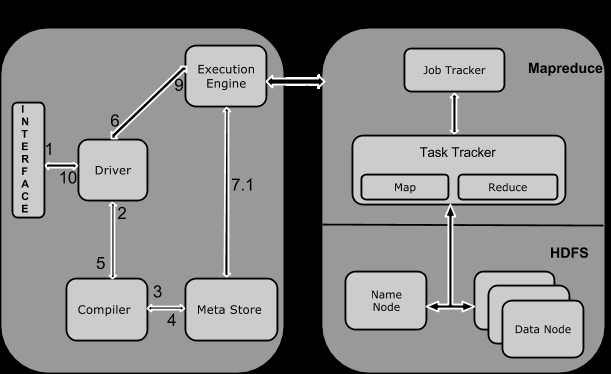 Execution
Engine
Job Tracker
Mapreduce
9
6
INTERFACE
1
10
Driver
2
Task Tracker
Map
Reduce
7.1
5
HDFS
Compiler
3
4
Meta Store
Name
Node
Data Node